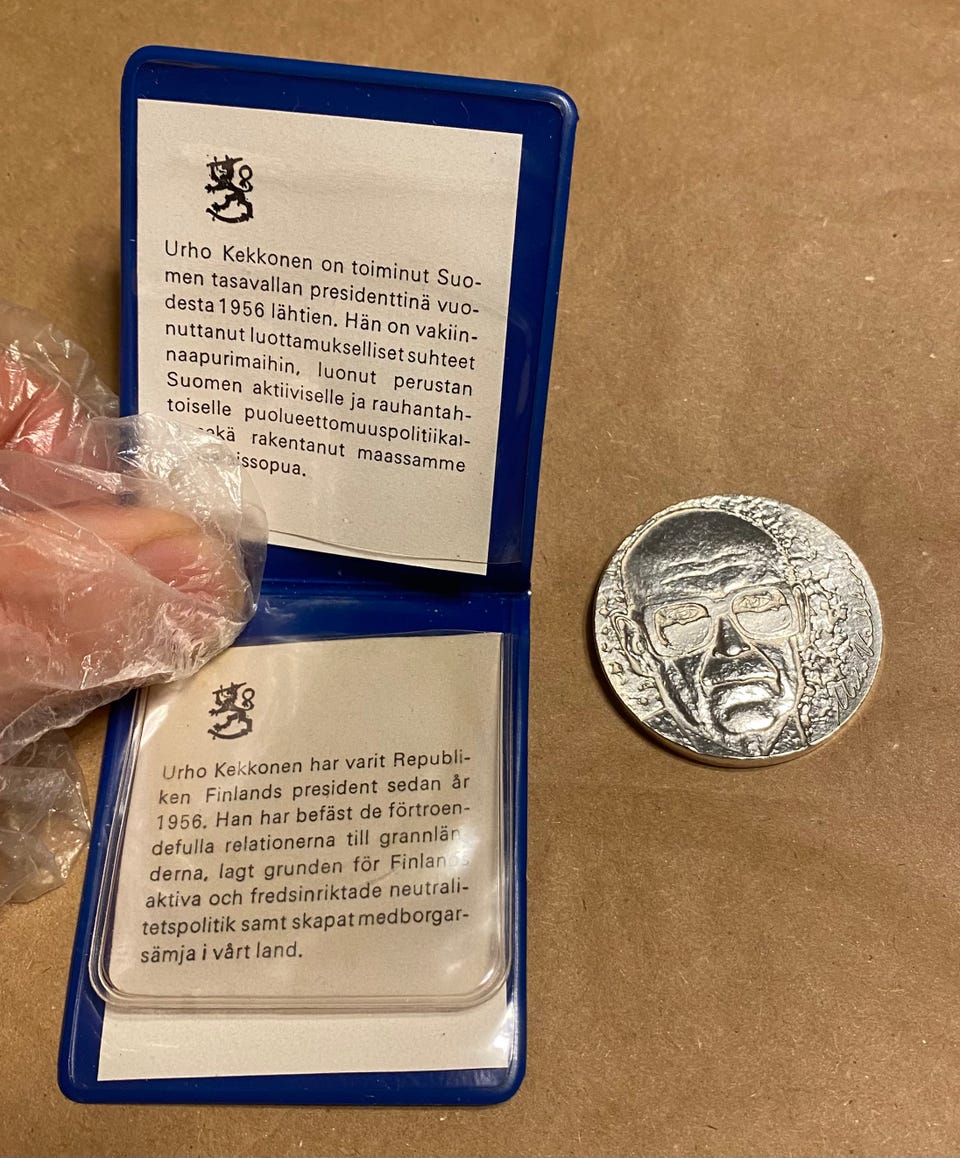 Urho Kekkonen on toiminut Suo-
men tasavallan presidenttinä vuo-
desta 1956 lähtien. Hän on vakiin-
nuttanut luottamukselliset suhteet
naapurimaihin, luonut perustan
Suomen aktiiviselle ja rauhantah-
toiselle puolueettomuuspolitiikal-
rakentanut maassamme
Urho Kekkonen har varit Republi-
ken Finlands president sedan år
1956. Han har befäst de förtroen-
defulla relationerna till grannlän-
derna, lagt grunden för Finlands
aktiva och fredsinriktade neutrali-
tetspolitik samt skapat medborgar-
sämja i vårt land.